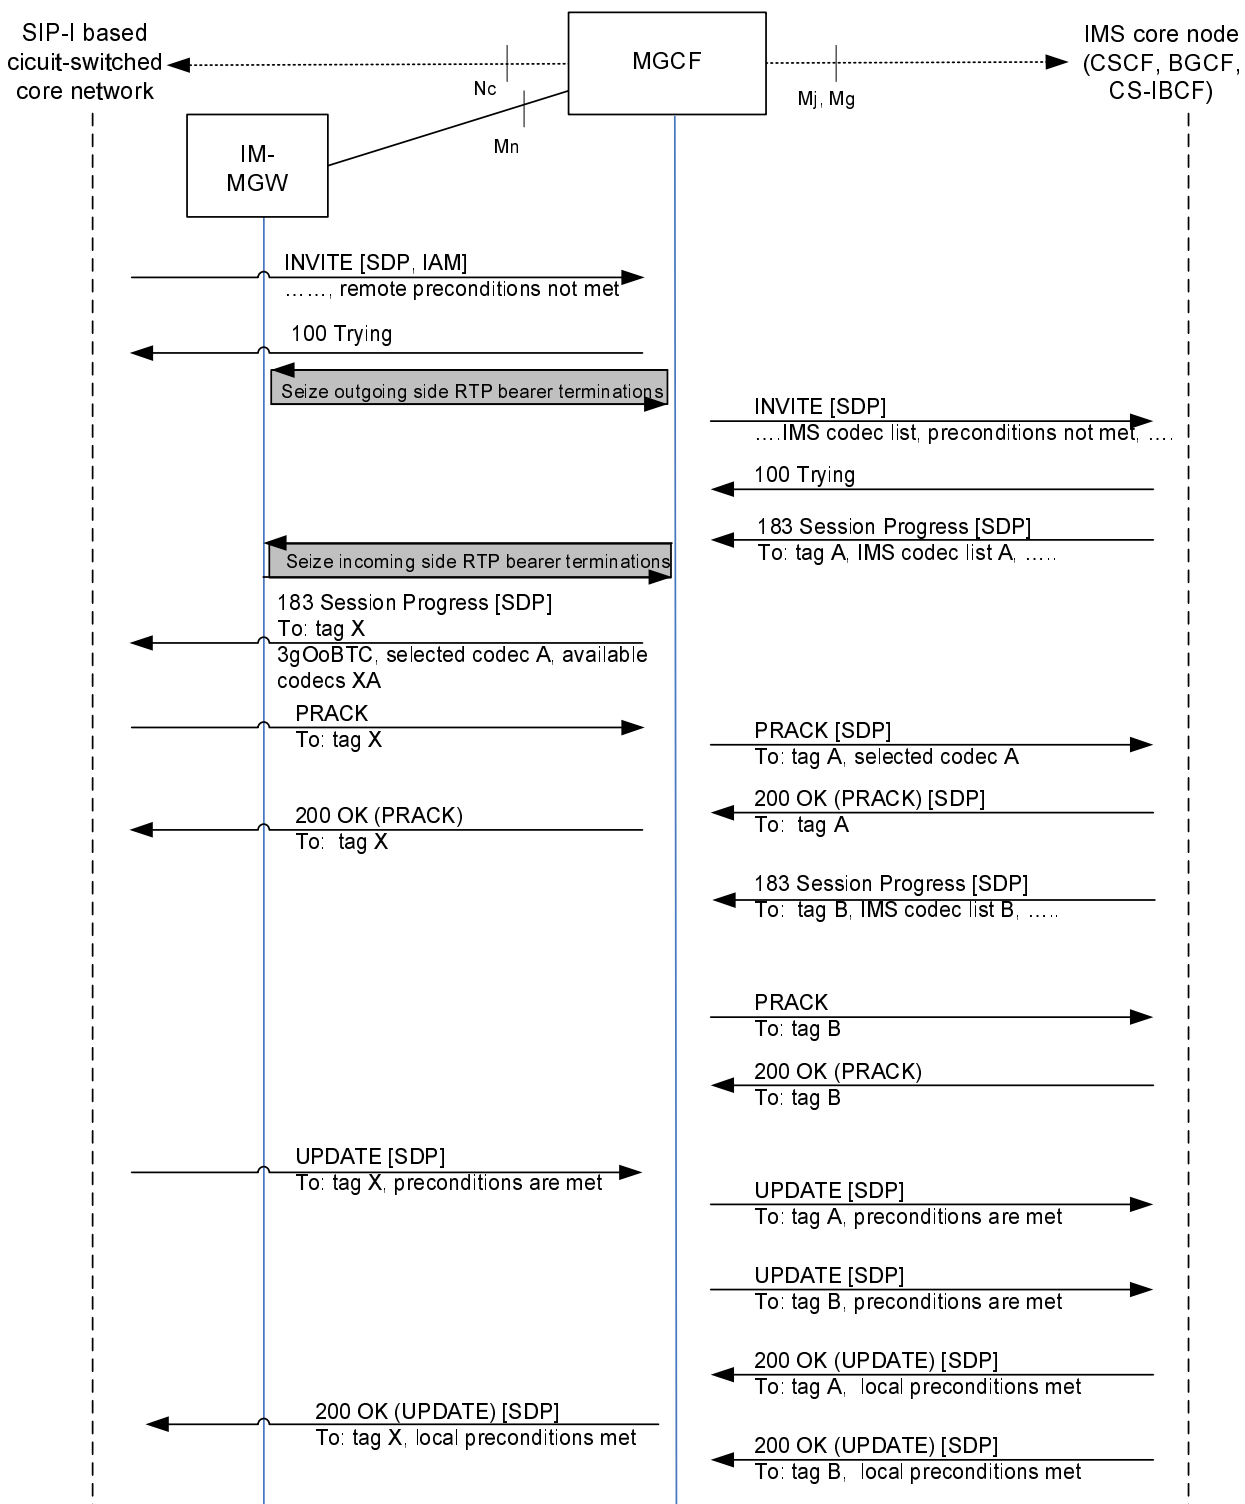 SIP-I based
cicuit-switched
core network
MGCF
IMS core node
(CSCF, BGCF,
CS-IBCF)
Nc
Mj, Mg
Mn
IM-
MGW
INVITE [SDP, IAM]
……, remote preconditions not met
100 Trying
Seize outgoing side RTP bearer terminations
INVITE [SDP]
….IMS codec list, preconditions not met, ….
100 Trying
183 Session Progress [SDP]
To: tag A, IMS codec list A, …..
Seize incoming side RTP bearer terminations
183 Session Progress [SDP]
To: tag X
3gOoBTC, selected codec A, available
codecs XA
PRACK
To: tag X
PRACK [SDP]
To: tag A, selected codec A
200 OK (PRACK) [SDP]
To:  tag A
200 OK (PRACK)
To:  tag X
183 Session Progress [SDP]
To:  tag B, IMS codec list B, …..
PRACK
To: tag B
200 OK (PRACK)
To: tag B
UPDATE [SDP]
To: tag X, preconditions are met
UPDATE [SDP]
To: tag A, preconditions are met
UPDATE [SDP]
To: tag B, preconditions are met
200 OK (UPDATE) [SDP]
To: tag A,  local preconditions met
200 OK (UPDATE) [SDP]
To: tag X, local preconditions met
200 OK (UPDATE) [SDP]
To: tag B,  local preconditions met